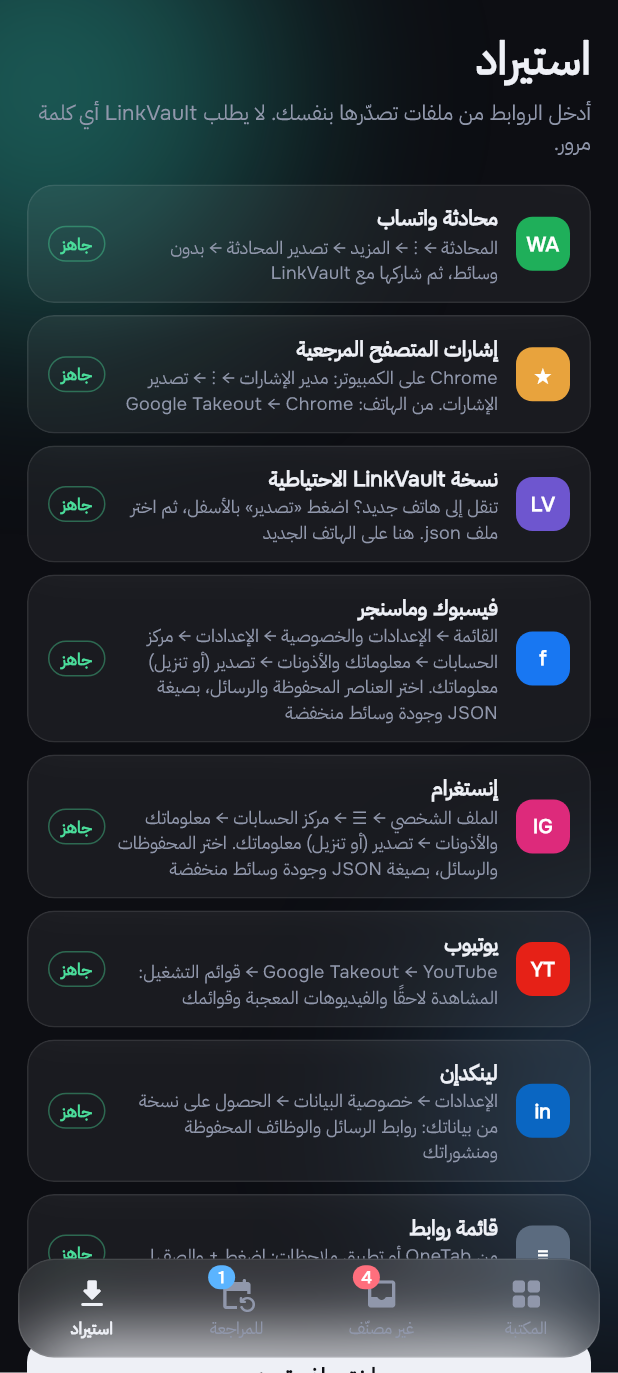 استيراد
أدخل الروابط من ملفات تصدّرها بنفسك. لا يطلب LinkVault أي كلمة
مرور.
WA
محادثة واتساب
المحادثة ← ⋮ ← المزيد ← تصدير المحادثة ← بدون
وسائط، ثم شاركها مع LinkVault
جاهز
★
إشارات المتصفح المرجعية
Chrome على الكمبيوتر: مدير الإشارات ← ⋮ ← تصدير
الإشارات. من الهاتف: Google Takeout ← Chrome
جاهز
LV
نسخة LinkVault الاحتياطية
تنقل إلى هاتف جديد؟ اضغط «تصدير» بالأسفل، ثم اختر
ملف json. هنا على الهاتف الجديد
جاهز
f
فيسبوك وماسنجر
القائمة ← الإعدادات والخصوصية ← الإعدادات ← مركز
الحسابات ← معلوماتك والأذونات ← تصدير (أو تنزيل)
معلوماتك. اختر العناصر المحفوظة والرسائل، بصيغة
JSON وجودة وسائط منخفضة
جاهز
IG
إنستغرام
الملف الشخصي ← ☰ ← مركز الحسابات ← معلوماتك
والأذونات ← تصدير (أو تنزيل) معلوماتك. اختر المحفوظات
والرسائل، بصيغة JSON وجودة وسائط منخفضة
جاهز
YT
يوتيوب
Google Takeout ← YouTube ← قوائم التشغيل:
المشاهدة لاحقًا والفيديوهات المعجبة وقوائمك
جاهز
in
لينكدإن
الإعدادات ← خصوصية البيانات ← الحصول على نسخة
من بياناتك: روابط الرسائل والوظائف المحفوظة
ومنشوراتك
جاهز
قائمة روابط
من OneTab أو تطبيق ملاحظات: اضغط + والصقها
جاهز
المكتبة
4
غير مصنّف
1
للمراجعة
استيراد